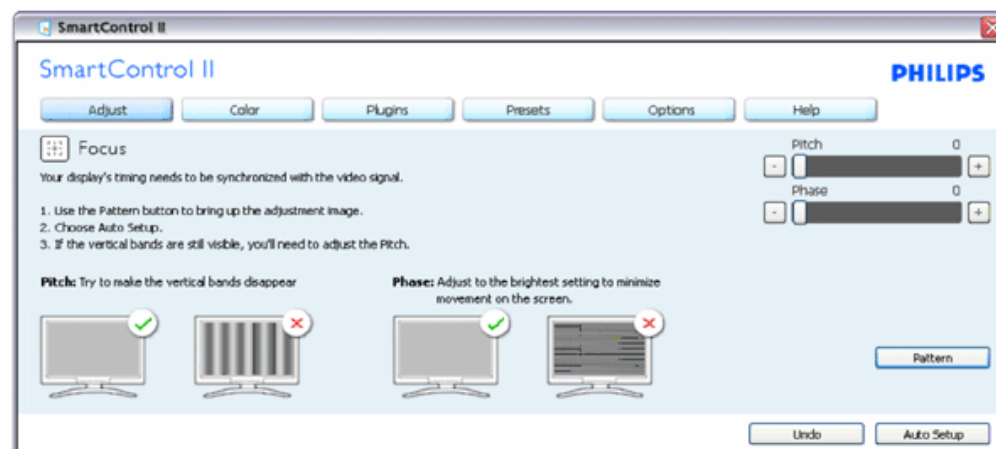 SmartControl II
SmartControl II
PHILIPS
Adjust Color Plugins Presets Options Help
Focus
Your display's timing needs to be synchronized with the video signal.
1. Use the Pattern button to bring up the adjustment image.
2. Choose Auto Setup.
3. If the vertical bands are still visible, you'll need to adjust the Pitch.
Pitch 0
- +
Phase 0
- +
Pitch: Try to make the vertical bands disappear
Phase: Adjust to the brightest setting to minimize
movement on the screen.
Pattern
Undo Auto Setup